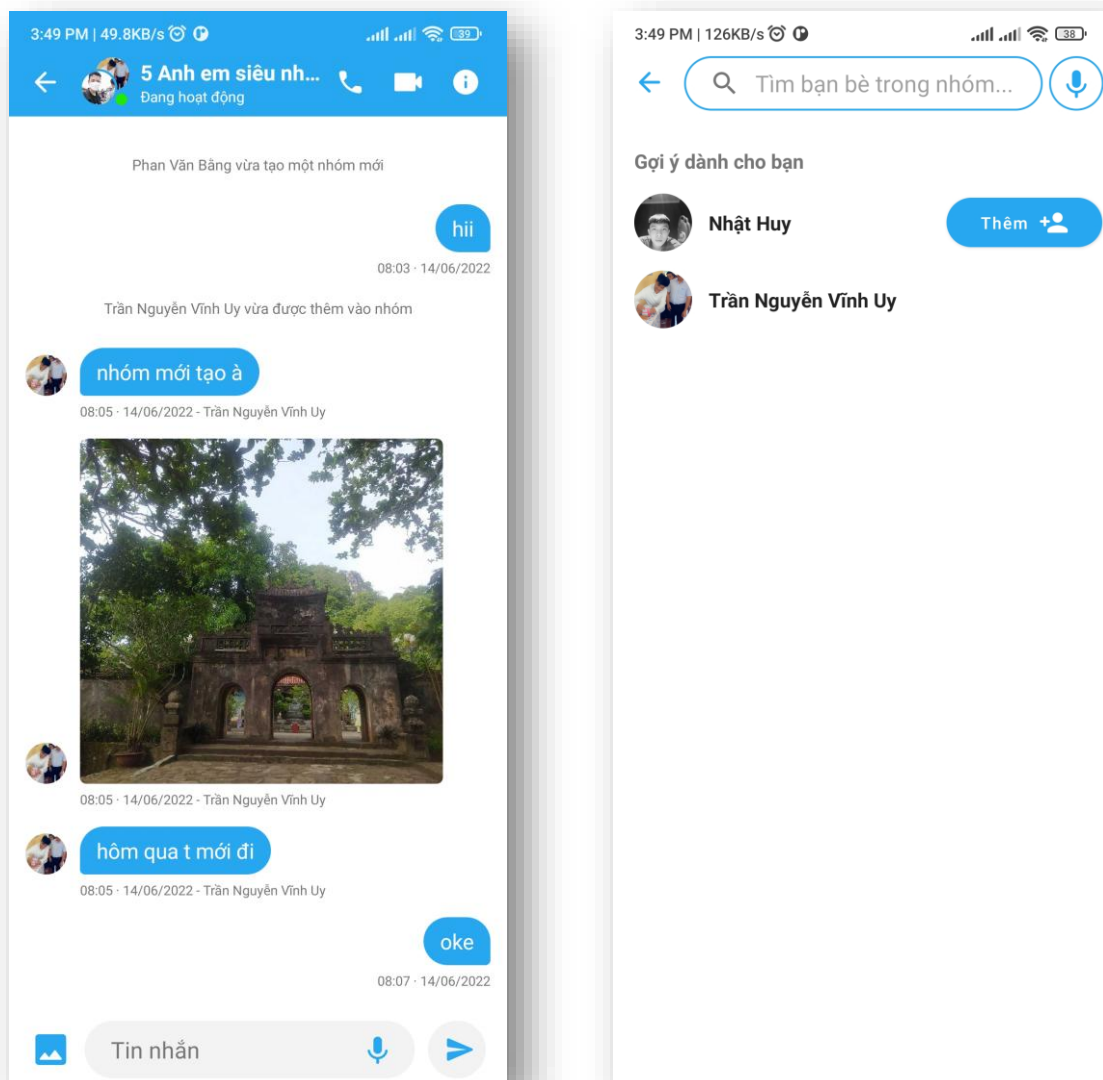 3:49 PM | 49.8KB/s
39
5 Anh em siêu nh...
Đang hoạt động
Phan Văn Bằng vừa tạo một nhóm mới
hii
08:03 · 14/06/2022
Trần Nguyễn Vĩnh Uy vừa được thêm vào nhóm
nhóm mới tạo à
08:05 · 14/06/2022 - Trần Nguyễn Vĩnh Uy
08:05 · 14/06/2022 - Trần Nguyễn Vĩnh Uy
hôm qua t mới đi
08:05 · 14/06/2022 - Trần Nguyễn Vĩnh Uy
oke
08:07 · 14/06/2022
Tin nhắn
3:49 PM | 126KB/s
38
Tìm bạn bè trong nhóm...
Gợi ý dành cho bạn
Nhật Huy
Thêm
Trần Nguyễn Vĩnh Uy